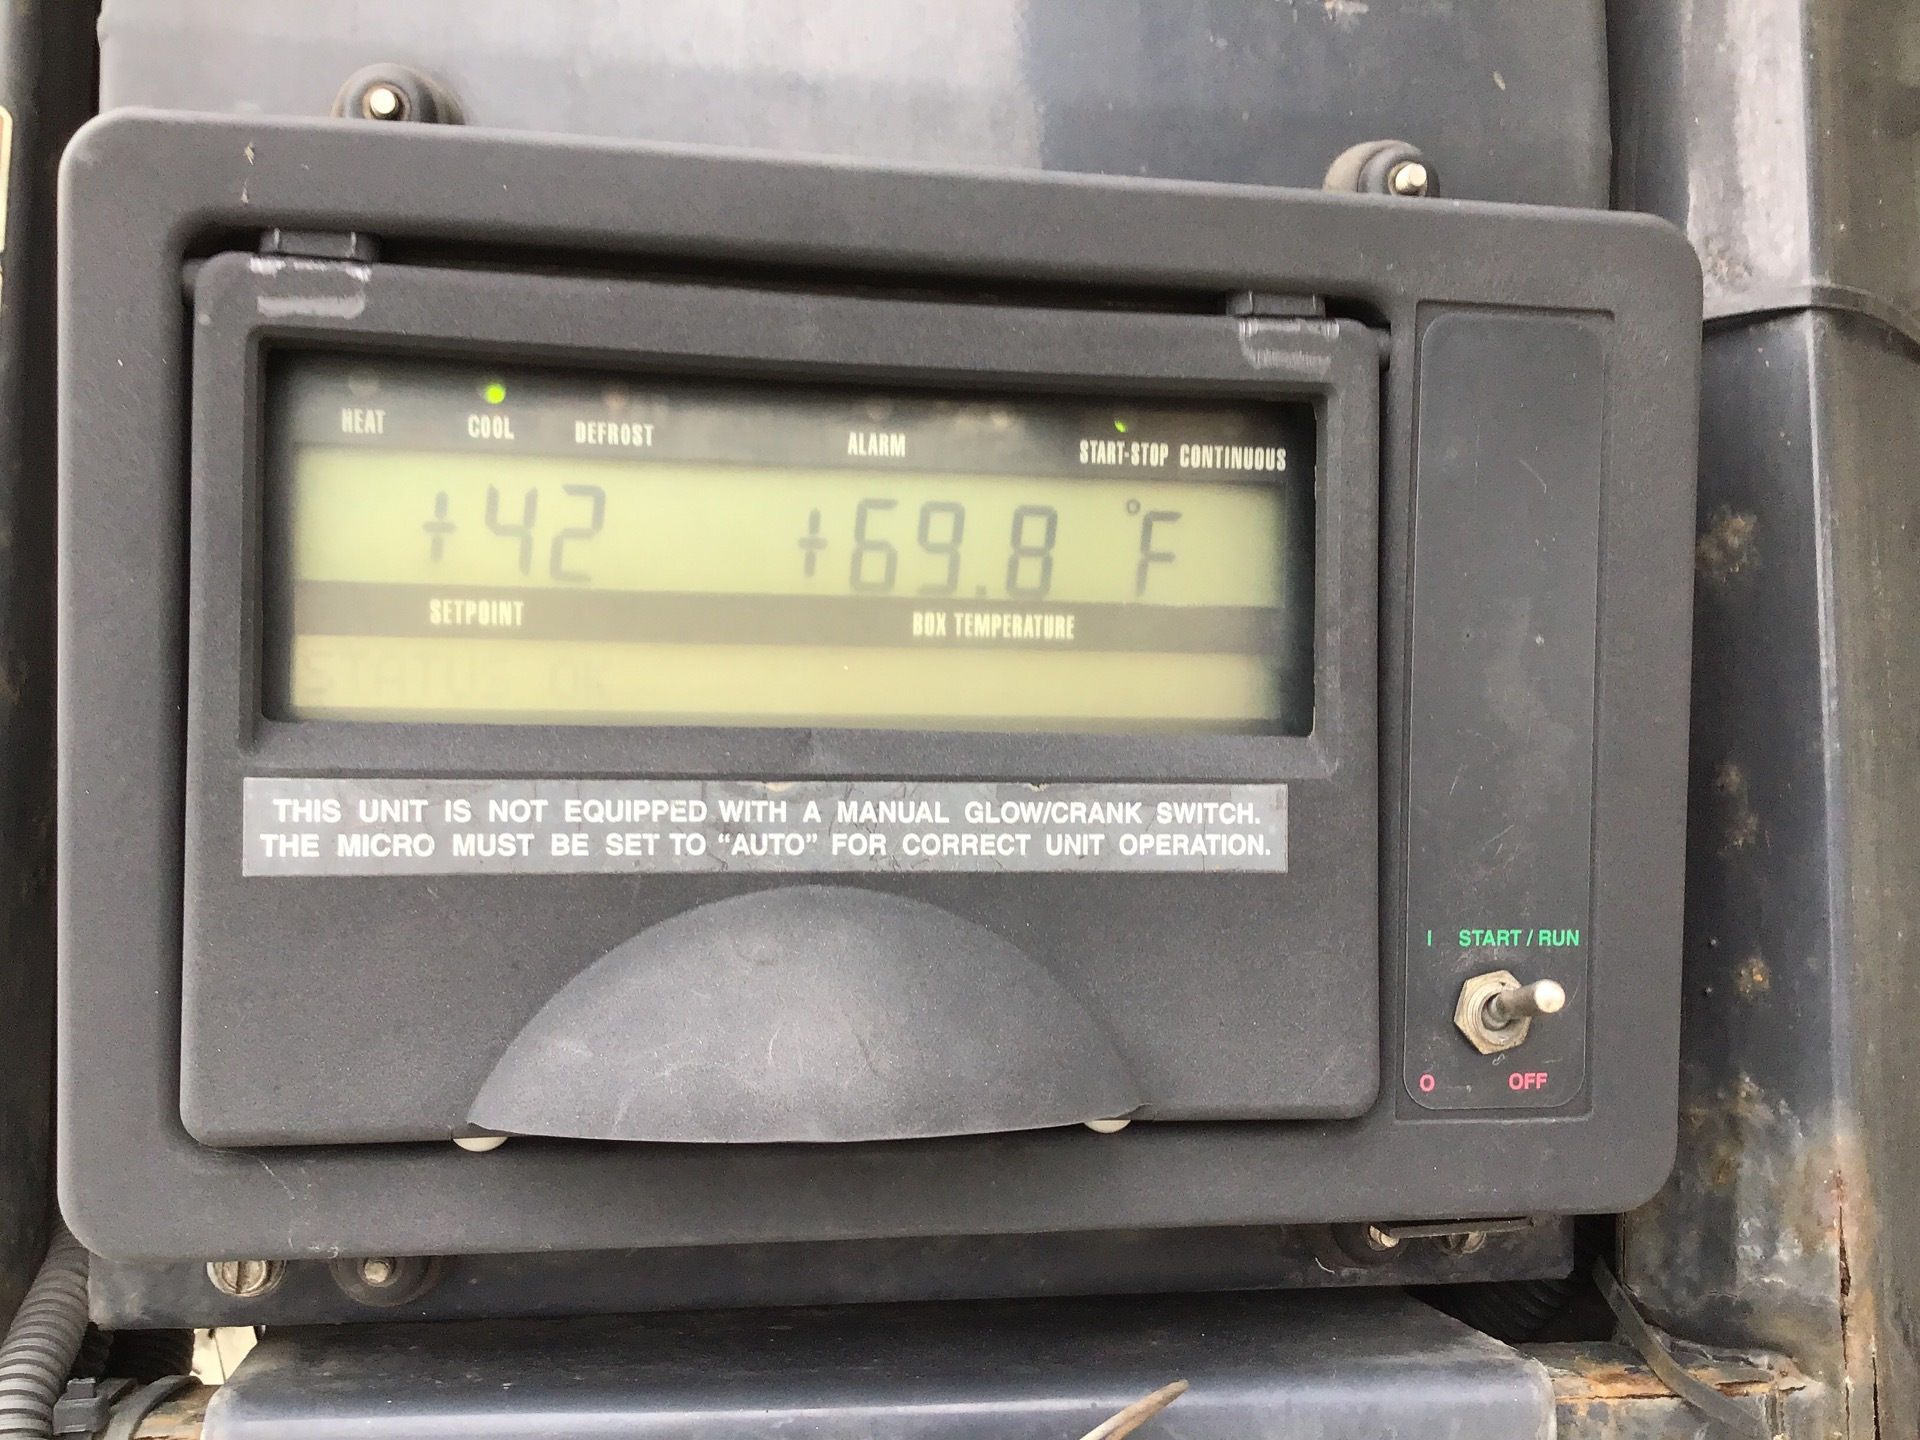 HEAT COOL DEFROST ALARM START-STOP CONTINUOUS
+42 +69.8 °F
SETPOINT BOX TEMPERATURE
STATUS OK
THIS UNIT IS NOT EQUIPPED WITH A MANUAL GLOW/CRANK SWITCH.
THE MICRO MUST BE SET TO “AUTO” FOR CORRECT UNIT OPERATION.
I START / RUN
O OFF